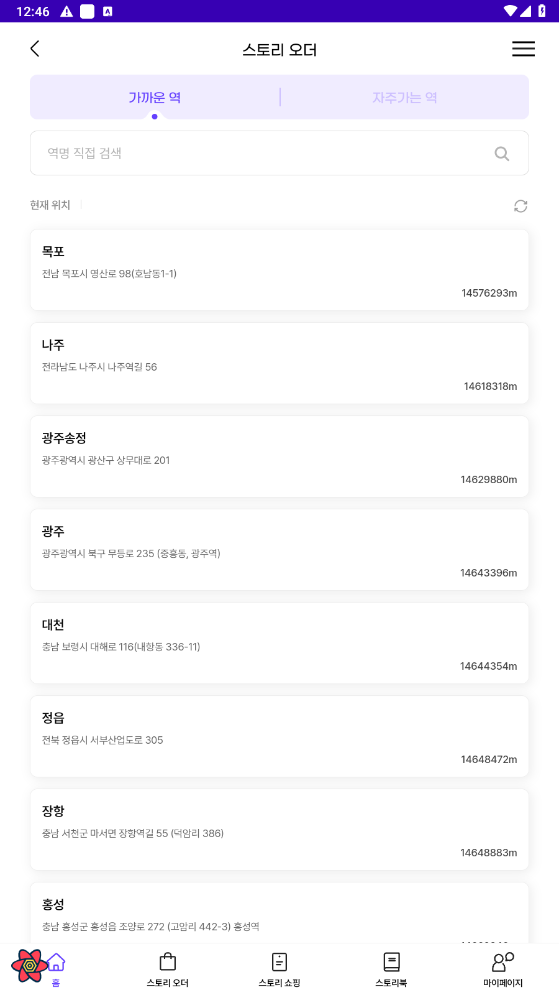 12:46
스토리 오더
가까운 역
자주가는 역
역명 직접 검색
현재 위치
목포
전남 목포시 영산로 98(호남동1-1)
14576293m
나주
전라남도 나주시 나주역길 56
14618318m
광주송정
광주광역시 광산구 상무대로 201
14629880m
광주
광주광역시 북구 무등로 235 (중흥동, 광주역)
14643396m
대천
충남 보령시 대해로 116(내항동 336-11)
14644354m
정읍
전북 정읍시 서부산업도로 305
14648472m
장항
충남 서천군 마서면 장항역길 55 (덕암리 386)
14648883m
홍성
충남 홍성군 홍성읍 조양로 272 (고암리 442-3) 홍성역
홈
스토리 오더
스토리 쇼핑
스토리북
마이페이지